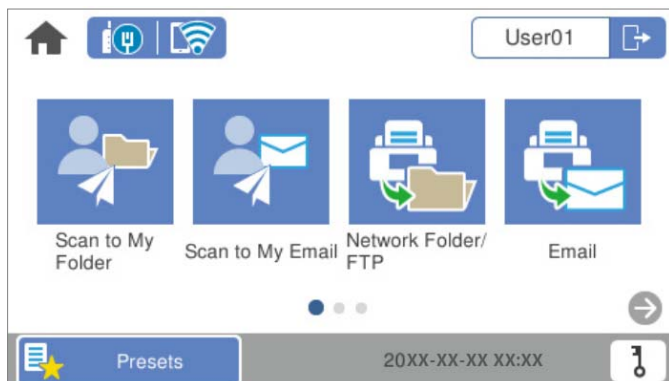 User01
Scan to My
Folder
Scan to My Email
Network Folder/
FTP
Email
Presets
20XX-XX-XX XX:XX